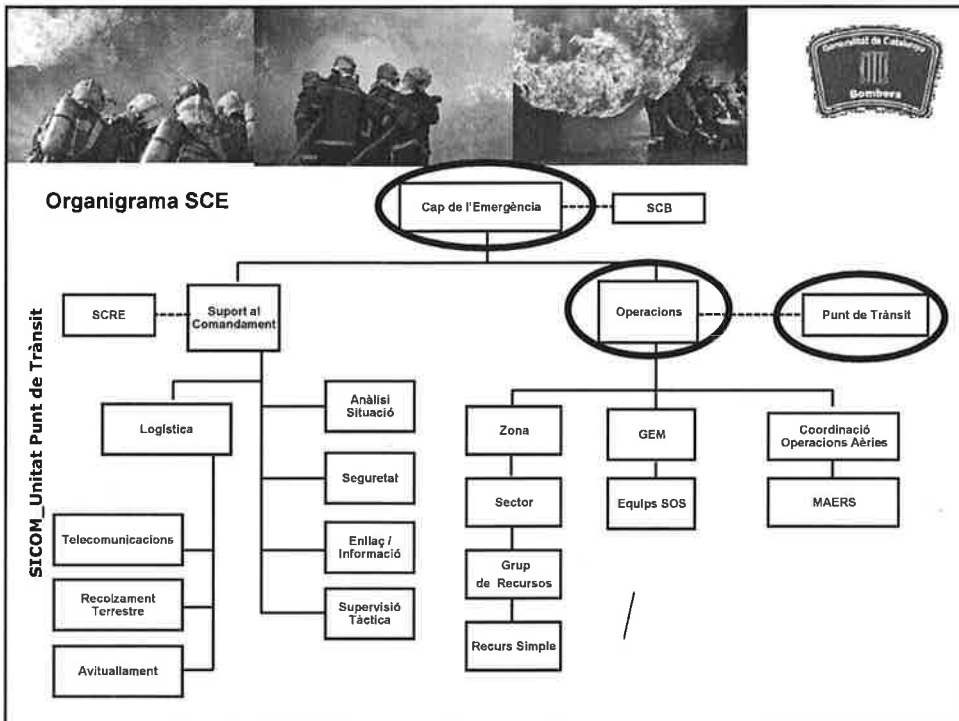 Generalitat de Catalunya
Bombers
Organigrama SCE
Cap de l'Emergència
SCB
SCRE
Suport al
Comandament
Operacions
Punt de Trànsit
SICOM_Unitat Punt de Trànsit
Logística
Anàlisi
Situació
Zona
GEM
Coordinació
Operacions Aèries
Seguretat
Sector
Equips SOS
MAERS
Telecomunicacions
Enllaç /
Informació
Grup
de Recursos
Recolzament
Terrestre
Supervisió
Tàctica
Recurs Simple
Avituallament